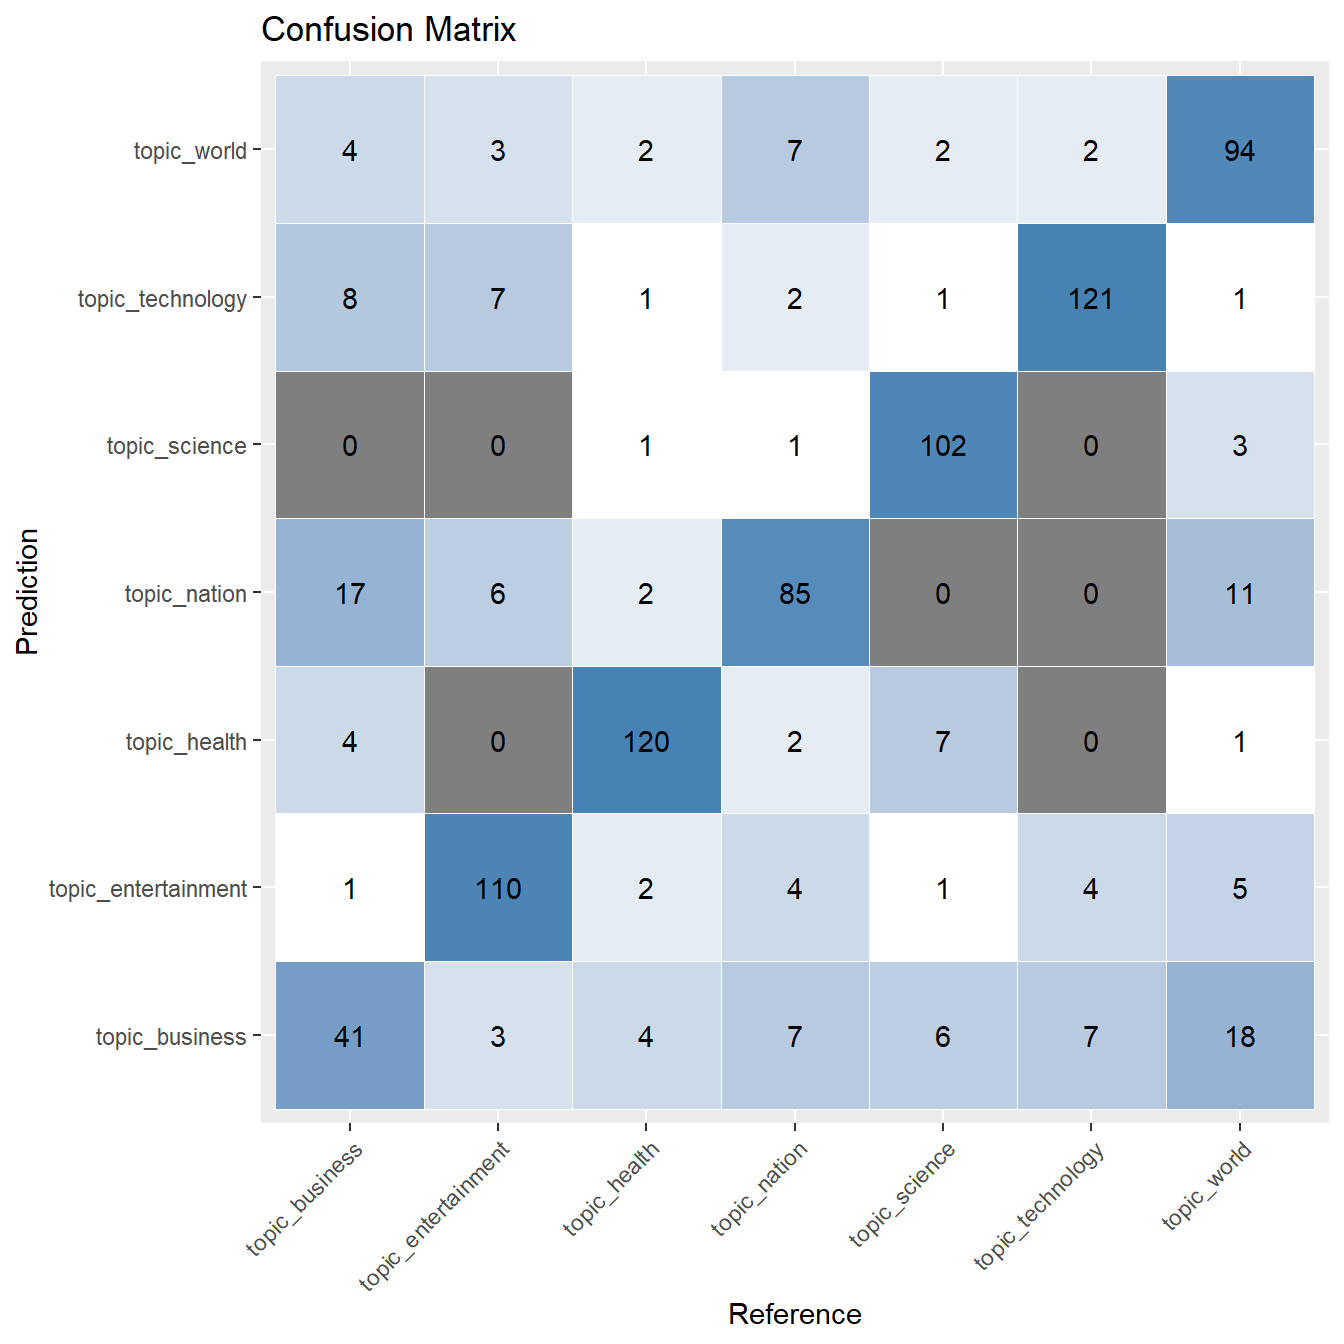 Confusion Matrix
Prediction
topic_world 4 3 2 7 2 2 94
topic_technology 8 7 1 2 1 121 1
topic_science 0 0 1 1 102 0 3
topic_nation 17 6 2 85 0 0 11
topic_health 4 0 120 2 7 0 1
topic_entertainment 1 110 2 4 1 4 5
topic_business 41 3 4 7 6 7 18
topic_business topic_entertainment topic_health topic_nation topic_science topic_technology topic_world
Reference